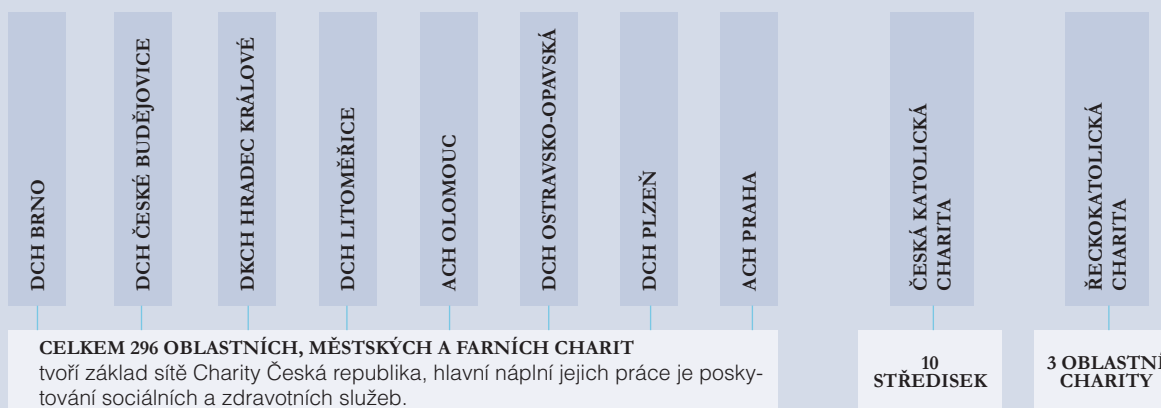 DCH BRNO
DCH ČESKÉ BUDĚJOVICE
DKCH HRADEC KRÁLOVÉ
DCH LITOMĚŘICE
ACH OLOMOUC
DCH OSTRAVSKO-OPAVSKÁ
DCH PLZEŇ
ACH PRAHA
ČESKÁ KATOLICKÁ
CHARITA
ŘECKOKATOLICKÁ
CHARITA
CELKEM 296 OBLASTNÍCH, MĚSTSKÝCH A FARNÍCH CHARIT
tvoří základ sítě Charity Česká republika, hlavní náplní jejich práce je posky-
tování sociálních a zdravotních služeb.
10
STŘEDISEK
3 OBLASTNÍ
CHARITY